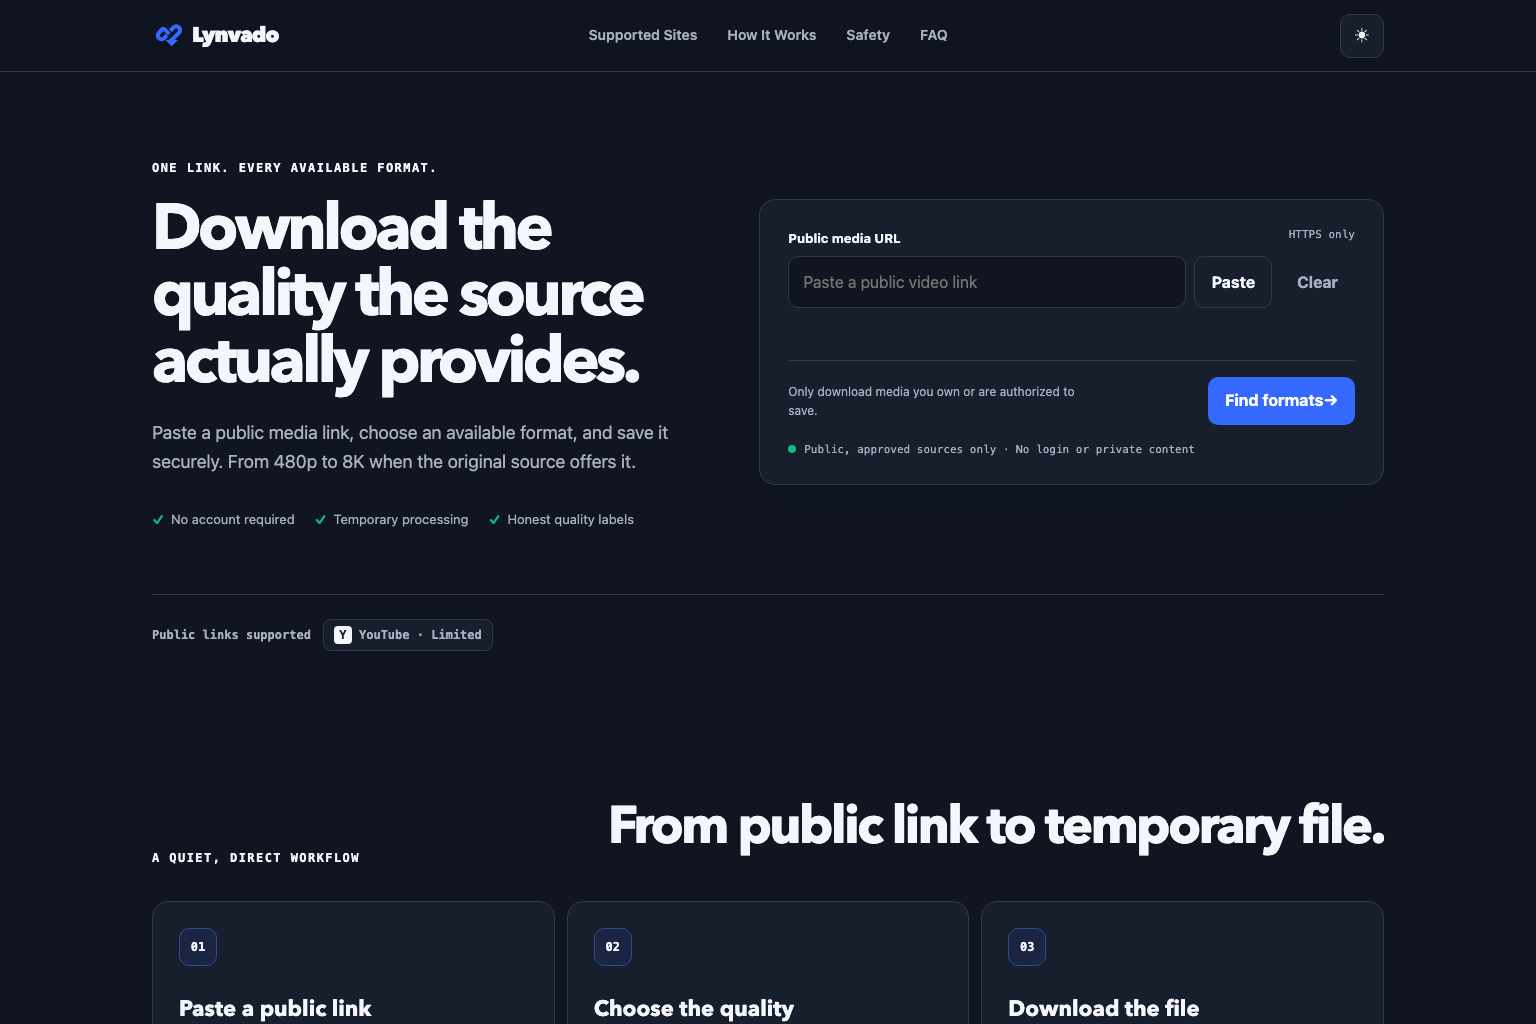 Lynvado
Supported Sites
How It Works
Safety
FAQ
ONE LINK. EVERY AVAILABLE FORMAT.
Download the
quality the source
actually provides.
Paste a public media link, choose an available format, and save it
securely. From 480p to 8K when the original source offers it.
No account required
Temporary processing
Honest quality labels
Public media URL
HTTPS only
Paste a public video link
Paste
Clear
Only download media you own or are authorized to
save.
Find formats→
Public, approved sources only · No login or private content
Public links supported
Y YouTube · Limited
A QUIET, DIRECT WORKFLOW
From public link to temporary file.
01
Paste a public link
02
Choose the quality
03
Download the file